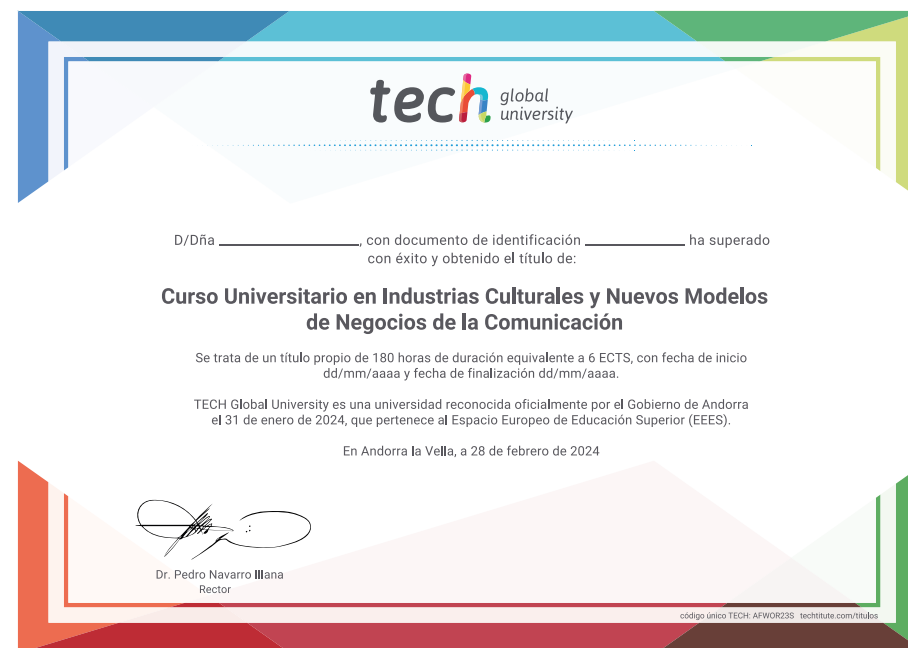 tech global university
D/Dña ____________________, con documento de identificación ______________ ha superado
con éxito y obtenido el título de:
Curso Universitario en Industrias Culturales y Nuevos Modelos
de Negocios de la Comunicación
Se trata de un título propio de 180 horas de duración equivalente a 6 ECTS, con fecha de inicio
dd/mm/aaaa y fecha de finalización dd/mm/aaaa.
TECH Global University es una universidad reconocida oficialmente por el Gobierno de Andorra
el 31 de enero de 2024, que pertenece al Espacio Europeo de Educación Superior (EEES).
En Andorra la Vella, a 28 de febrero de 2024
Dr. Pedro Navarro Illana
Rector
código único TECH: AFWOR23S techtitute.com/titulos